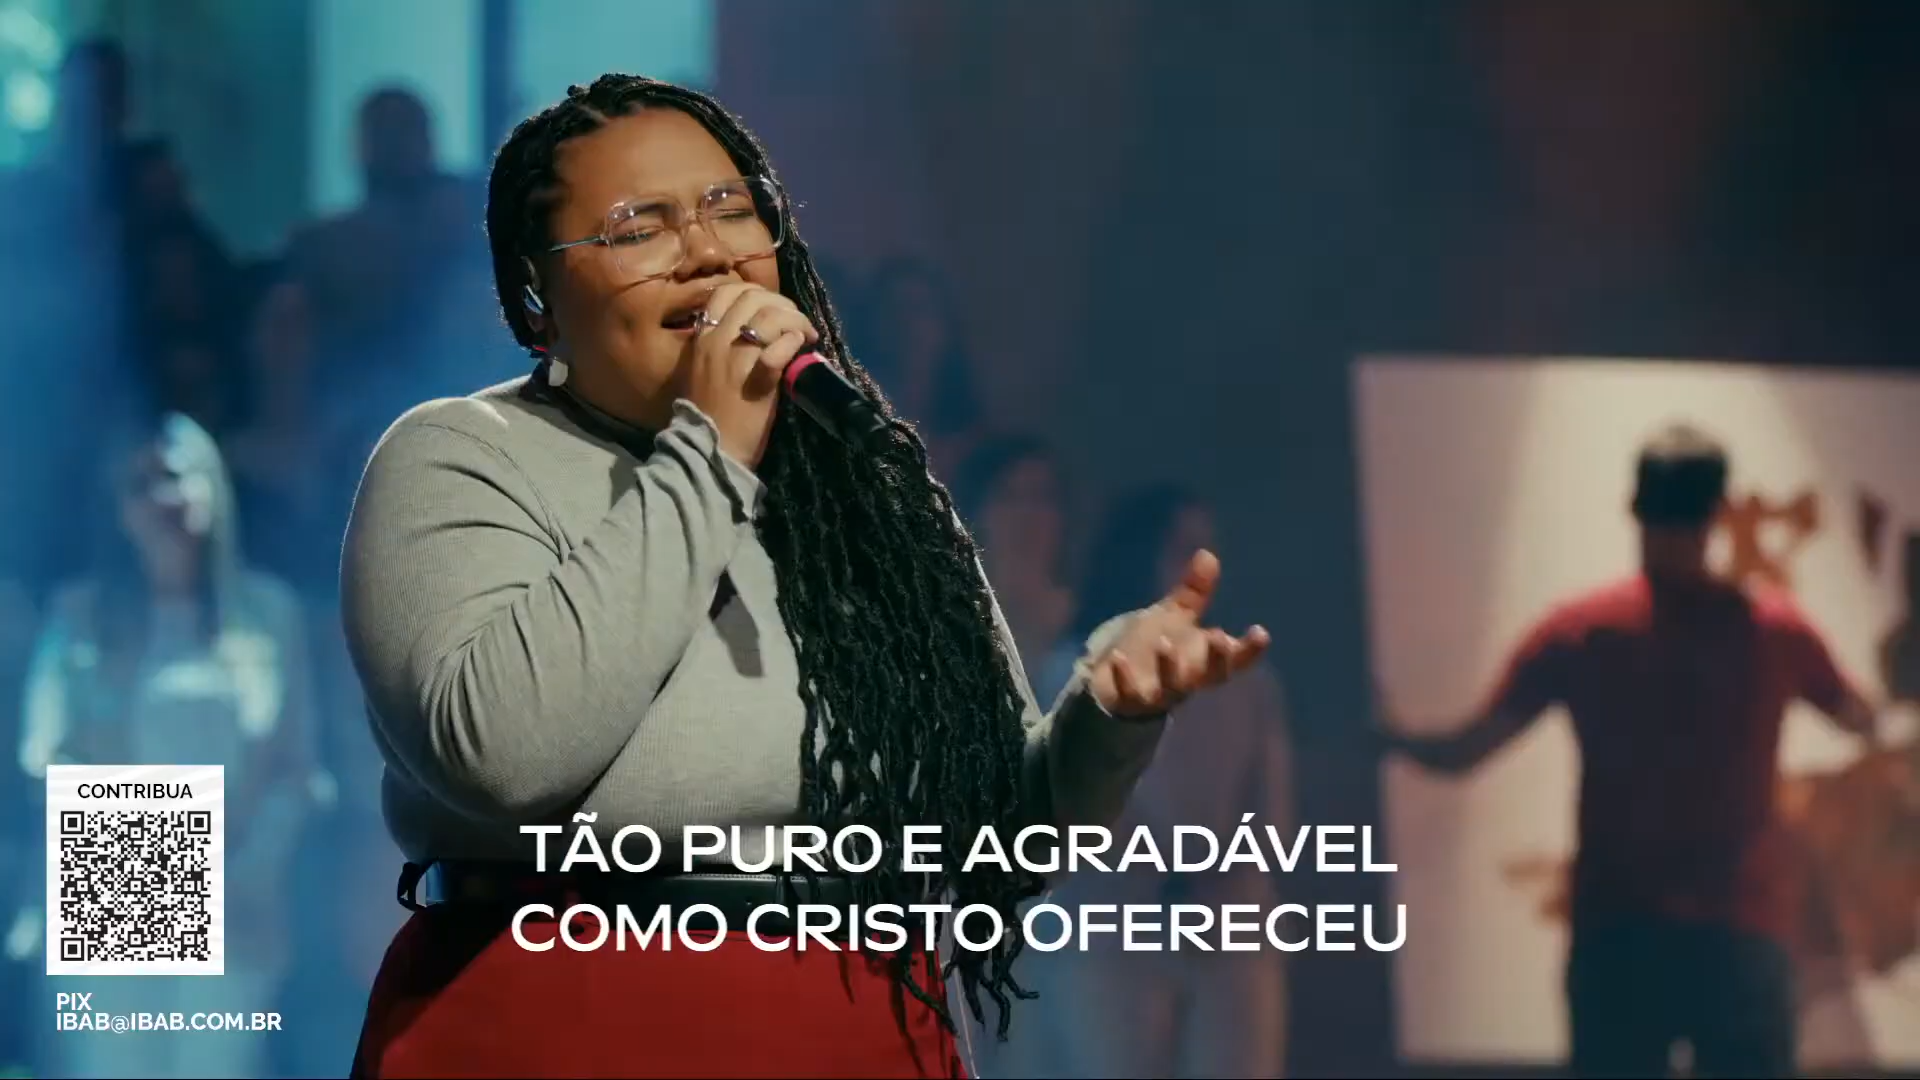 TÃO PURO E AGRADÁVEL
COMO CRISTO OFERECEU
CONTRIBUA
PIX
IBAB@IBAB.COM.BR